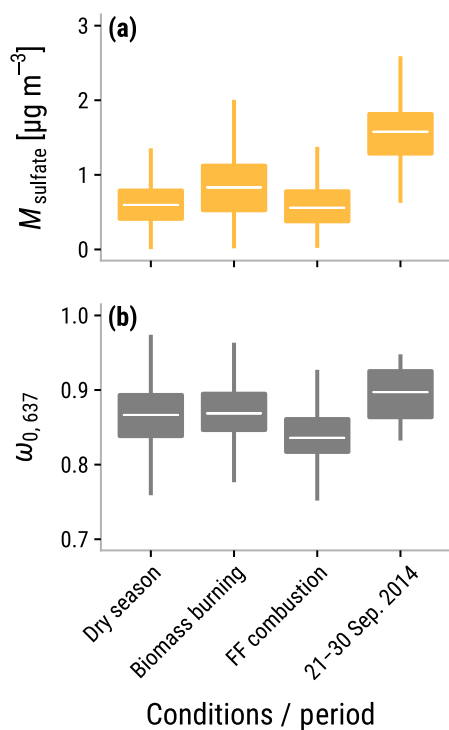 (a)
3
2
1
0
M sulfate [µg m⁻³]
(b)
1.0
0.9
0.8
0.7
ω0, 637
Dry season
Biomass burning
FF combustion
21–30 Sep. 2014
Conditions / period